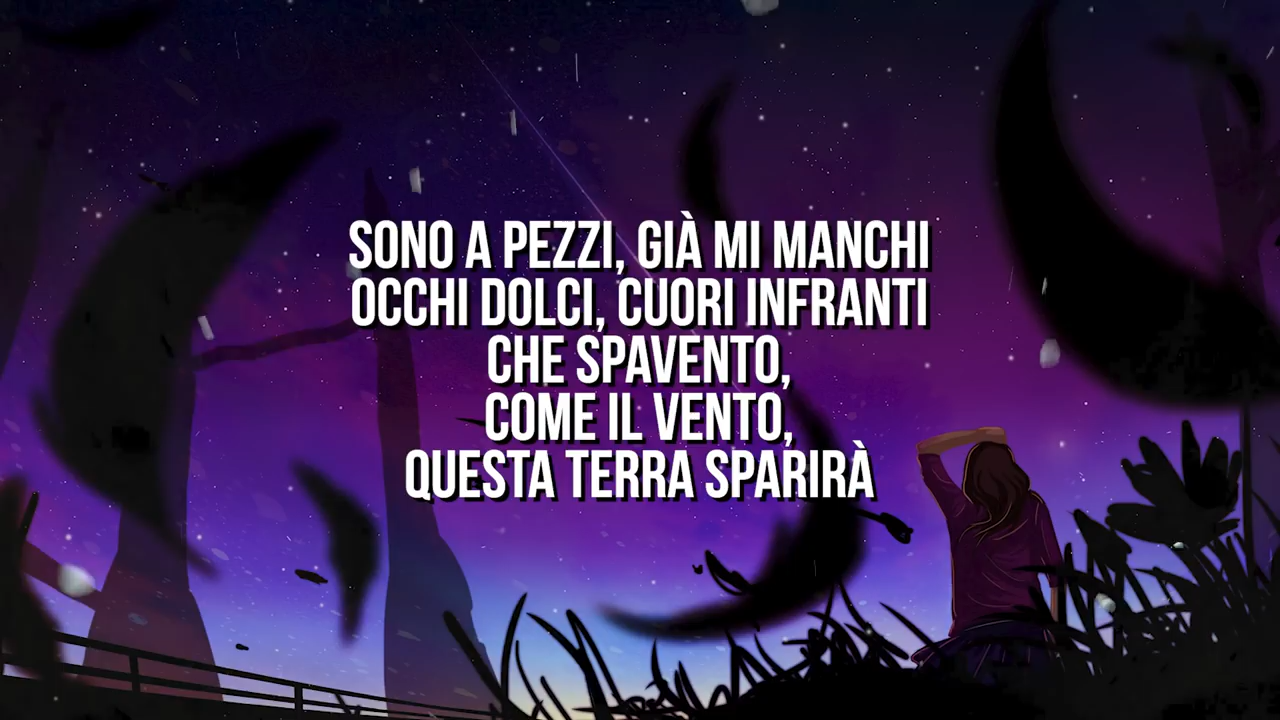 SONO A PEZZI, GIÀ MI MANCHI
OCCHI DOLCI, CUORI INFRANTI
CHE SPAVENTO,
COME IL VENTO,
QUESTA TERRA SPARIRÀ